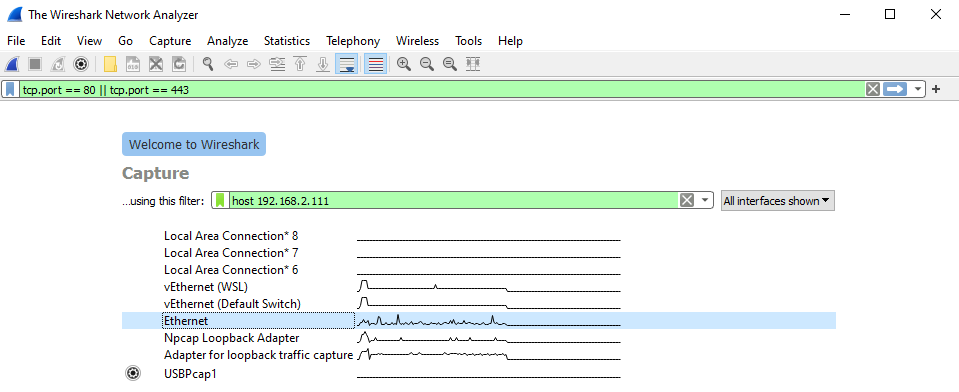 The Wireshark Network Analyzer
File Edit View Go Capture Analyze Statistics Telephony Wireless Tools Help
tcp.port == 80 || tcp.port == 443
Welcome to Wireshark
Capture
...using this filter: host 192.168.2.111 All interfaces shown
Local Area Connection* 8
Local Area Connection* 7
Local Area Connection* 6
vEthernet (WSL)
vEthernet (Default Switch)
Ethernet
Npcap Loopback Adapter
Adapter for loopback traffic capture
USBPcap1